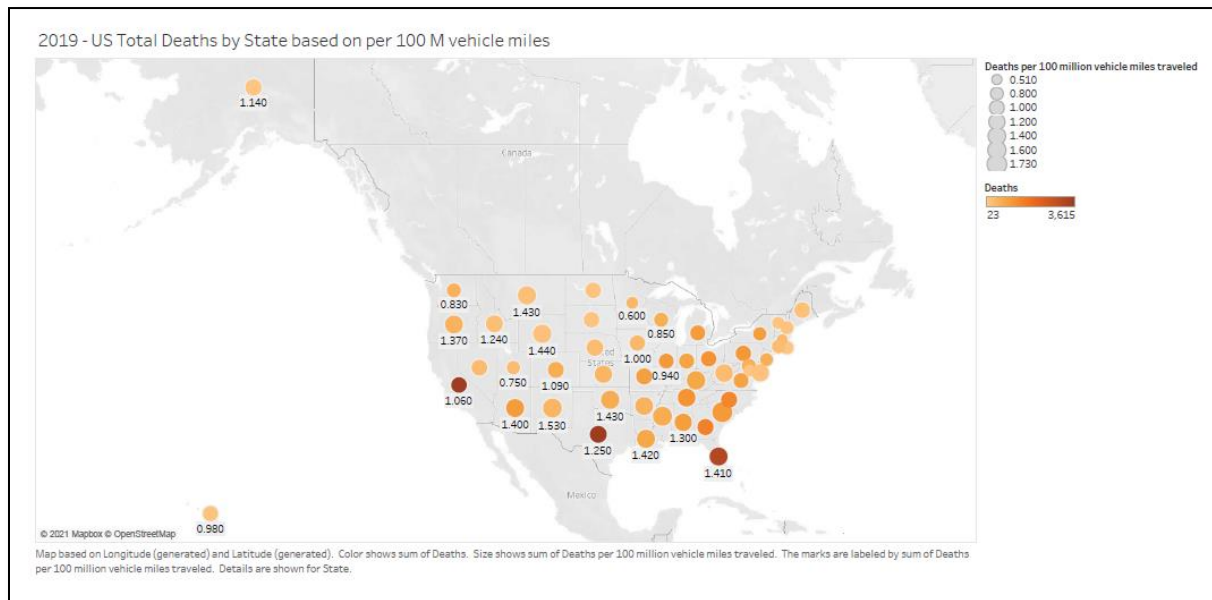 2019 - US Total Deaths by State based on per 100 M vehicle miles
Deaths per 100 million vehicle miles traveled
0.510
0.800
1.000
1.200
1.400
1.600
1.730
Deaths
23 3,615
1.140
Canada
0.830
1.430
0.600
1.370
1.240
0.850
1.440
United
States
1.000
0.750
1.090
0.940
1.060
1.400
1.530
1.430
1.300
1.250
1.420
1.410
Mexico
0.980
© 2021 Mapbox © OpenStreetMap
Map based on Longitude (generated) and Latitude (generated). Color shows sum of Deaths. Size shows sum of Deaths per 100 million vehicle miles traveled. The marks are labeled by sum of Deaths
per 100 million vehicle miles traveled. Details are shown for State.